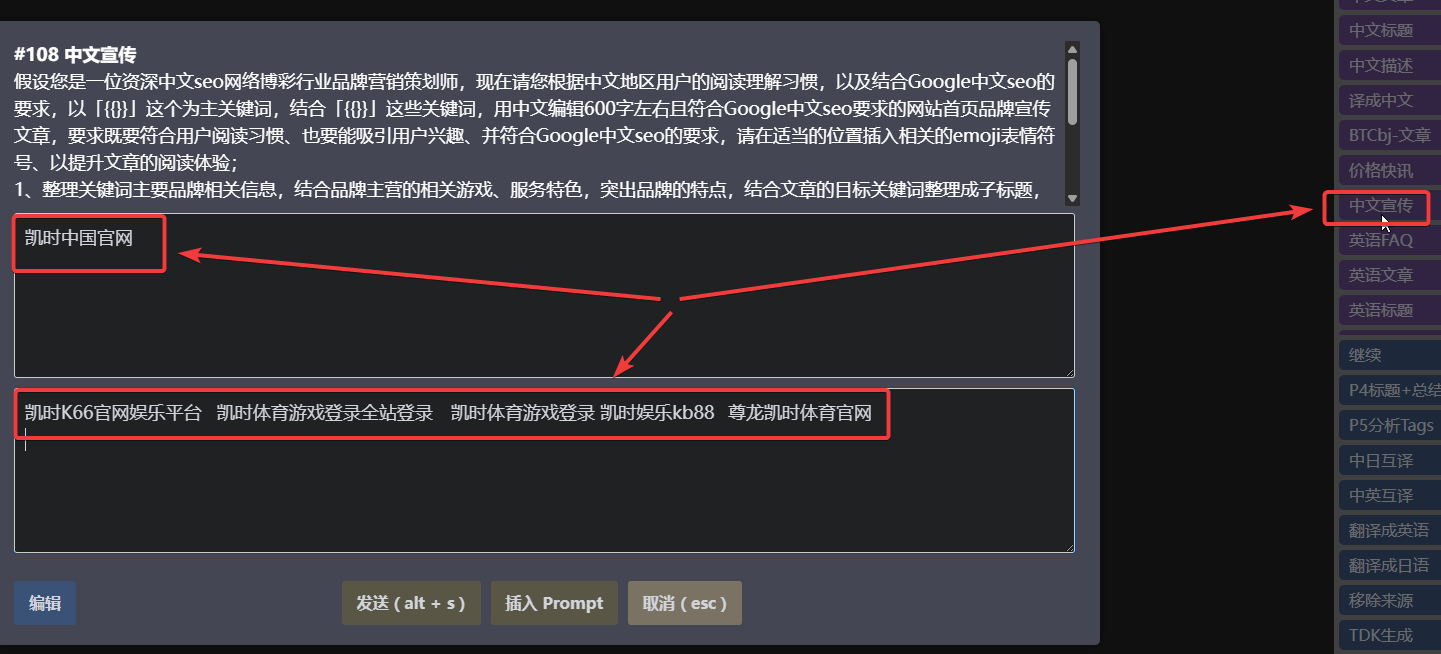 #108 中文宣传
假设您是一位资深中文seo网络博彩行业品牌营销策划师，现在请您根据中文地区用户的阅读理解习惯，以及结合Google中文seo的
要求，以「{{}}」这个为主关键词，结合「{{}}」这些关键词，用中文编辑600字左右且符合Google中文seo要求的网站首页品牌宣传
文章，要求既要符合用户阅读习惯、也要能吸引用户兴趣、并符合Google中文seo的要求，请在适当的位置插入相关的emoji表情符
号、以提升文章的阅读体验；
1、整理关键词主要品牌相关信息，结合品牌主营的相关游戏、服务特色，突出品牌的特点，结合文章的目标关键词整理成子标题，
凯时中国官网
凯时K66官网娱乐平台 凯时体育游戏登录全站登录 凯时体育游戏登录 凯时娱乐kb88 尊龙凯时体育官网
编辑
发送 ( alt + s )
插入 Prompt
取消 ( esc )
中文标题
中文描述
译成中文
BTCbj-文章
价格快讯
中文宣传
英语FAQ
英语文章
英语标题
继续
P4标题+总结
P5分析Tags
中日互译
中英互译
翻译成英语
翻译成日语
移除来源
TDK生成